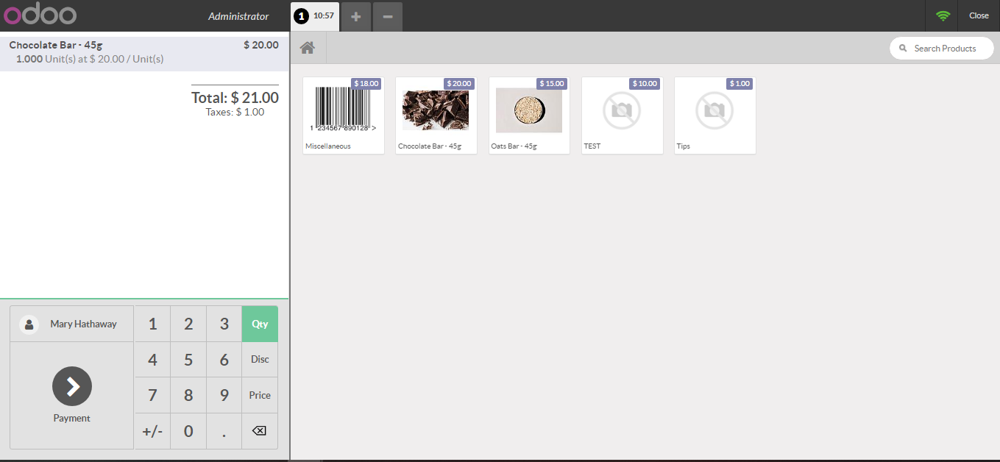 odoo
Administrator
1 10:57
Close
Chocolate Bar - 45g $ 20.00
1.000 Unit(s) at $ 20.00 / Unit(s)
Total: $ 21.00
Taxes: $ 1.00
Search Products
$ 18.00
1 234567 890128 >
Miscellaneous
$ 20.00
Chocolate Bar - 45g
$ 15.00
Oats Bar - 45g
$ 10.00
TEST
$ 1.00
Tips
Mary Hathaway
Payment
1 2 3 Qty
4 5 6 Disc
7 8 9 Price
+/- 0 .